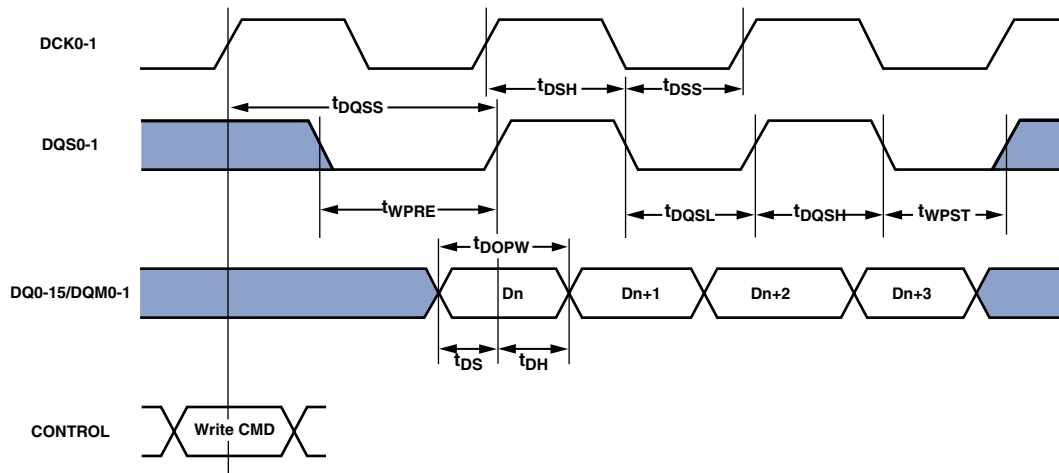 DCK0-1
tDSH
tDSS
tDQSS
DQS0-1
tWPRE
tDQSL
tDQSH
tWPST
tDOPW
DQ0-15/DQM0-1
Dn
Dn+1
Dn+2
Dn+3
tDS
tDH
CONTROL
Write CMD